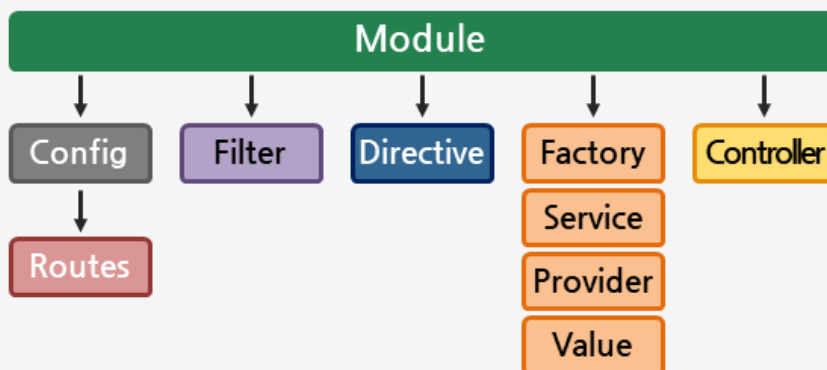 Module
Config
Filter
Directive
Factory
Controller
Service
Routes
Provider
Value